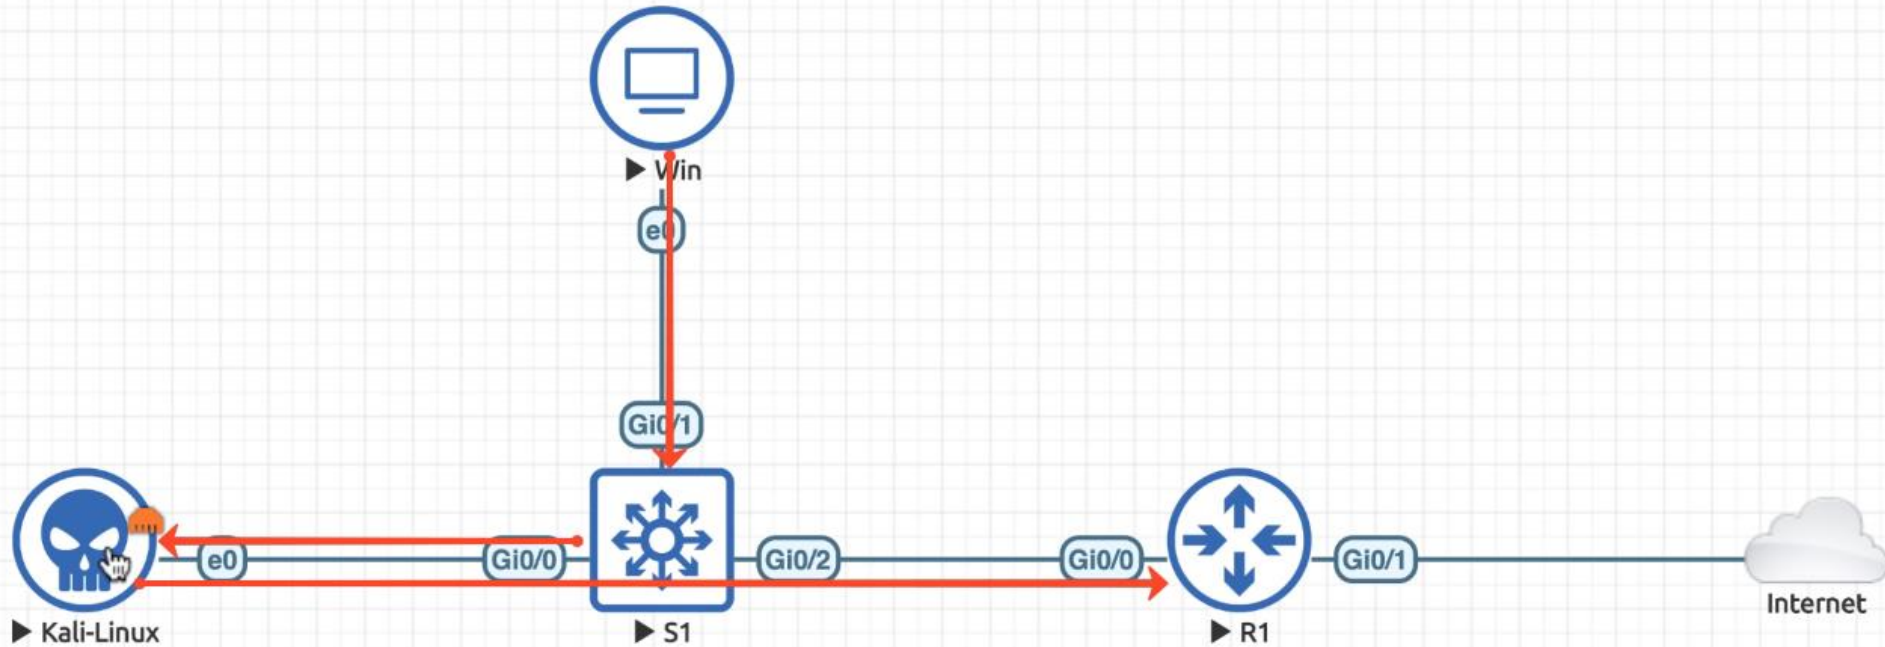 Win
e0
Gi0/1
e0
Gi0/0
Gi0/2
Gi0/0
Gi0/1
Internet
Kali-Linux
S1
R1